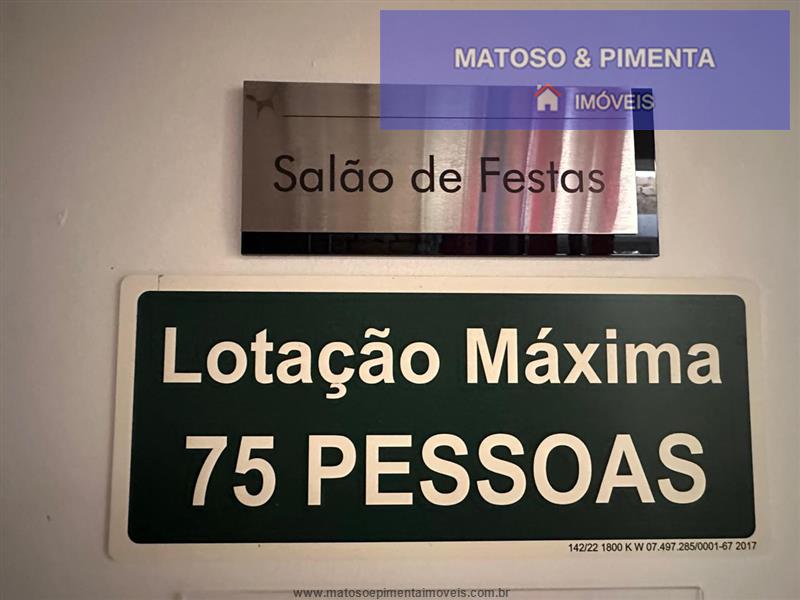 MATOSO & PIMENTA
IMÓVEIS
Salão de Festas
Lotação Máxima
75 PESSOAS
142/22 1800 K W 07.497.285/0001-67 2017
www.matosoepimentaimoveis.com.br